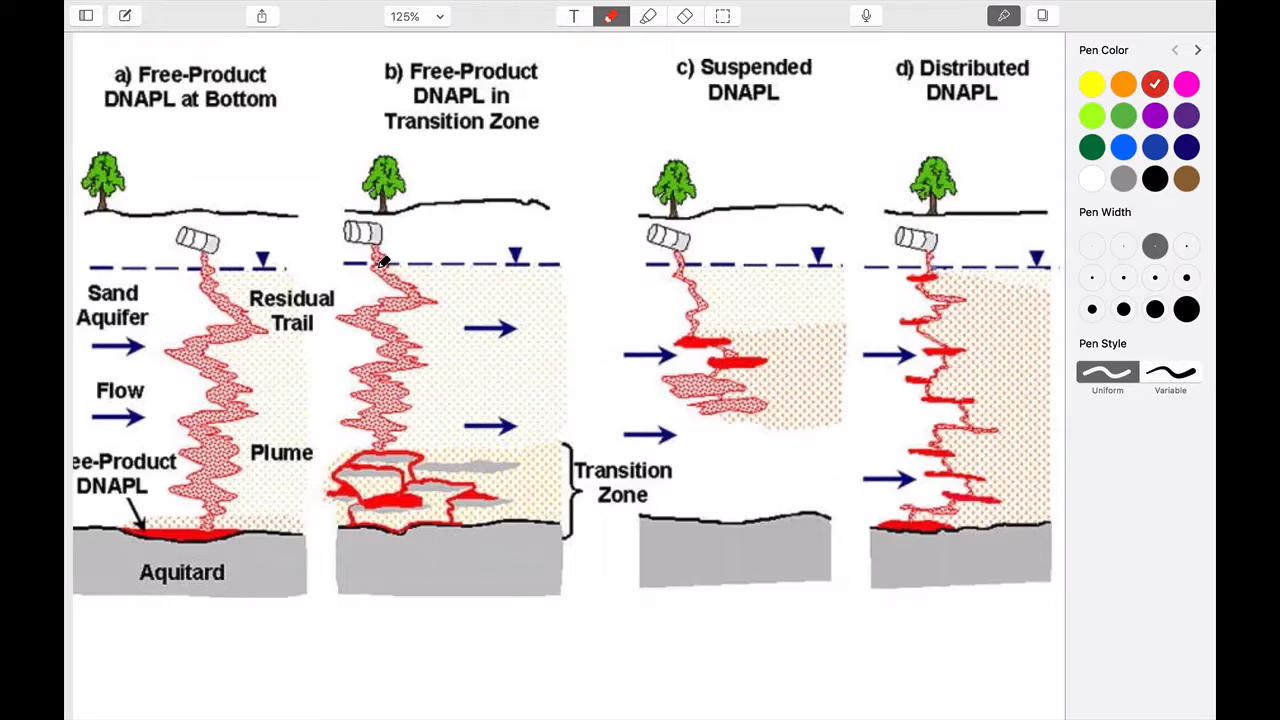 125%
T
a) Free-Product
DNAPL at Bottom
b) Free-Product
DNAPL in
Transition Zone
c) Suspended
DNAPL
d) Distributed
DNAPL
Sand
Aquifer
Flow
ee-Product
DNAPL
Residual
Trail
Plume
Aquitard
Transition
Zone
Pen Color
Pen Width
Pen Style
Uniform
Variable